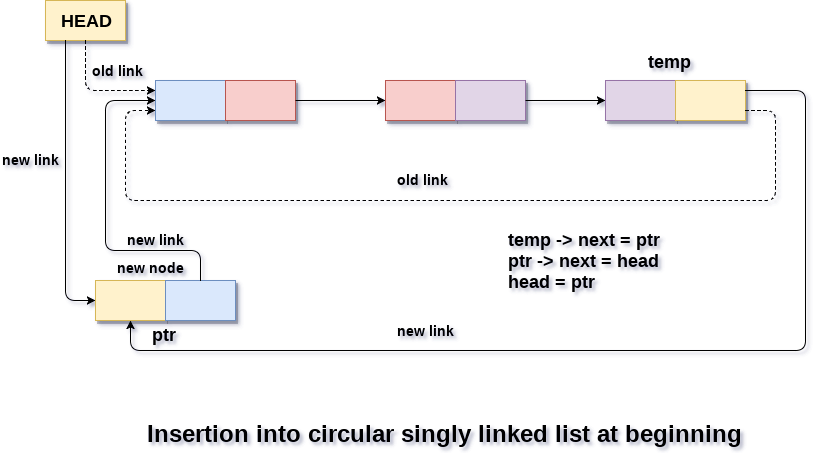 HEAD
old link
temp
new link
old link
new link
new node
temp -> next = ptr
ptr -> next = head
head = ptr
ptr
new link
Insertion into circular singly linked list at beginning